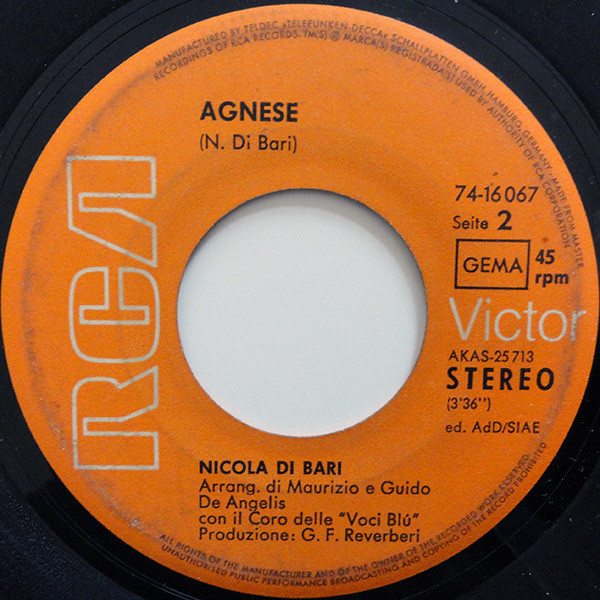 MANUFACTURED BY TELDEC »TELEFUNKEN-DECCA« SCHALLPLATTEN GMBH, HAMBURG, GERMANY · MADE FROM MASTER
RECORDINGS OF RCA RECORDS. TM(S) ® MARCA(S) REGISTRADA(S) USED BY AUTHORITY OF RCA CORPORATION
AGNESE
(N. Di Bari)
74-16 067
Seite 2
GEMA
45
rpm
RCA
Victor
AKAS-25 713
STEREO
(3'36'')
ed. AdD/SIAE
NICOLA DI BARI
Arrang. di Maurizio e Guido
De Angelis
con il Coro delle "Voci Blú"
Produzione: G. F. Reverberi
ALL RIGHTS OF THE MANUFACTURER AND OF THE OWNER OF THE RECORDED WORK RESERVED.
UNAUTHORISED PUBLIC PERFORMANCE BROADCASTING AND COPYING OF THE RECORD PROHIBITED